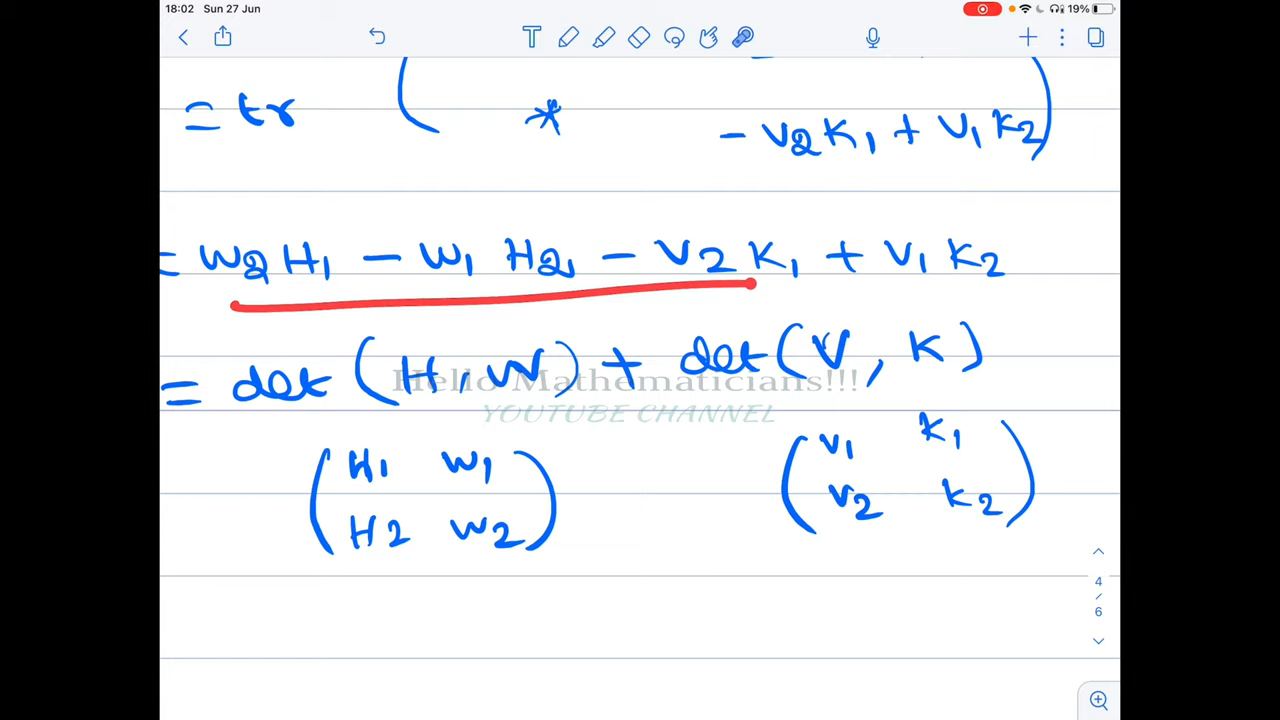 18:02 Sun 27 Jun 19%
T
= tr ( * - v2k1 + v1k2 )
= w2H1 - w1H2 - v2k1 + v1k2
= det (H, W) + det (V, K)
Hello Mathematicians!!!
YOUTUBE CHANNEL
( H1 w1 ( v1 k1
H2 w2 ) v2 k2 )
4
/
6